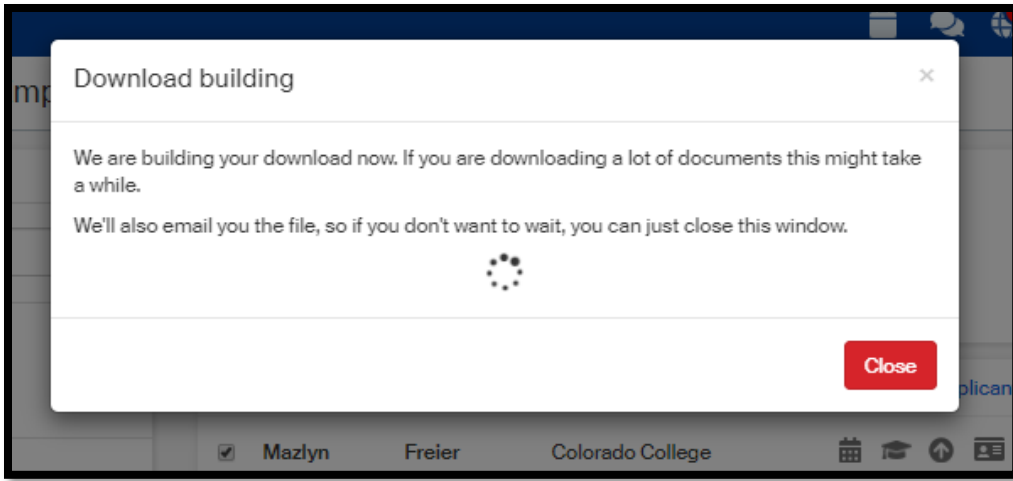 Download building
×
We are building your download now. If you are downloading a lot of documents this might take
a while.
We'll also email you the file, so if you don't want to wait, you can just close this window.
Close
Mazlyn Freier Colorado College